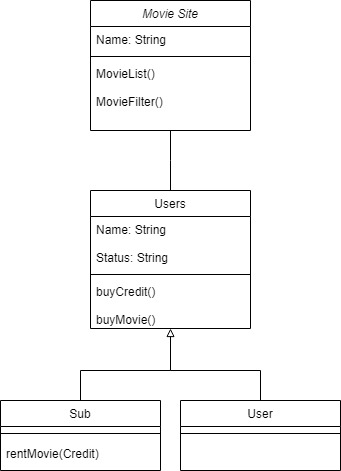 Movie Site
Name: String
MovieList()
MovieFilter()
Users
Name: String
Status: String
buyCredit()
buyMovie()
Sub
User
rentMovie(Credit)